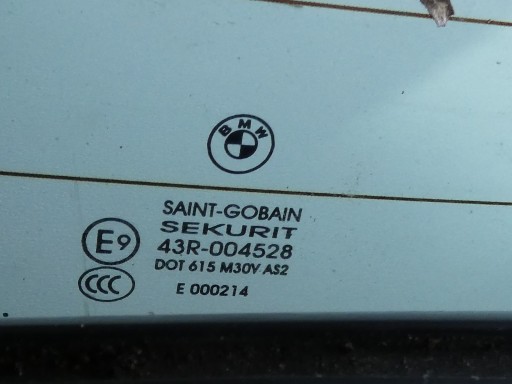 BMW
SAINT-GOBAIN
SEKURIT
E9 43R-004528
DOT 615 M30V AS2
CCC
E 000214